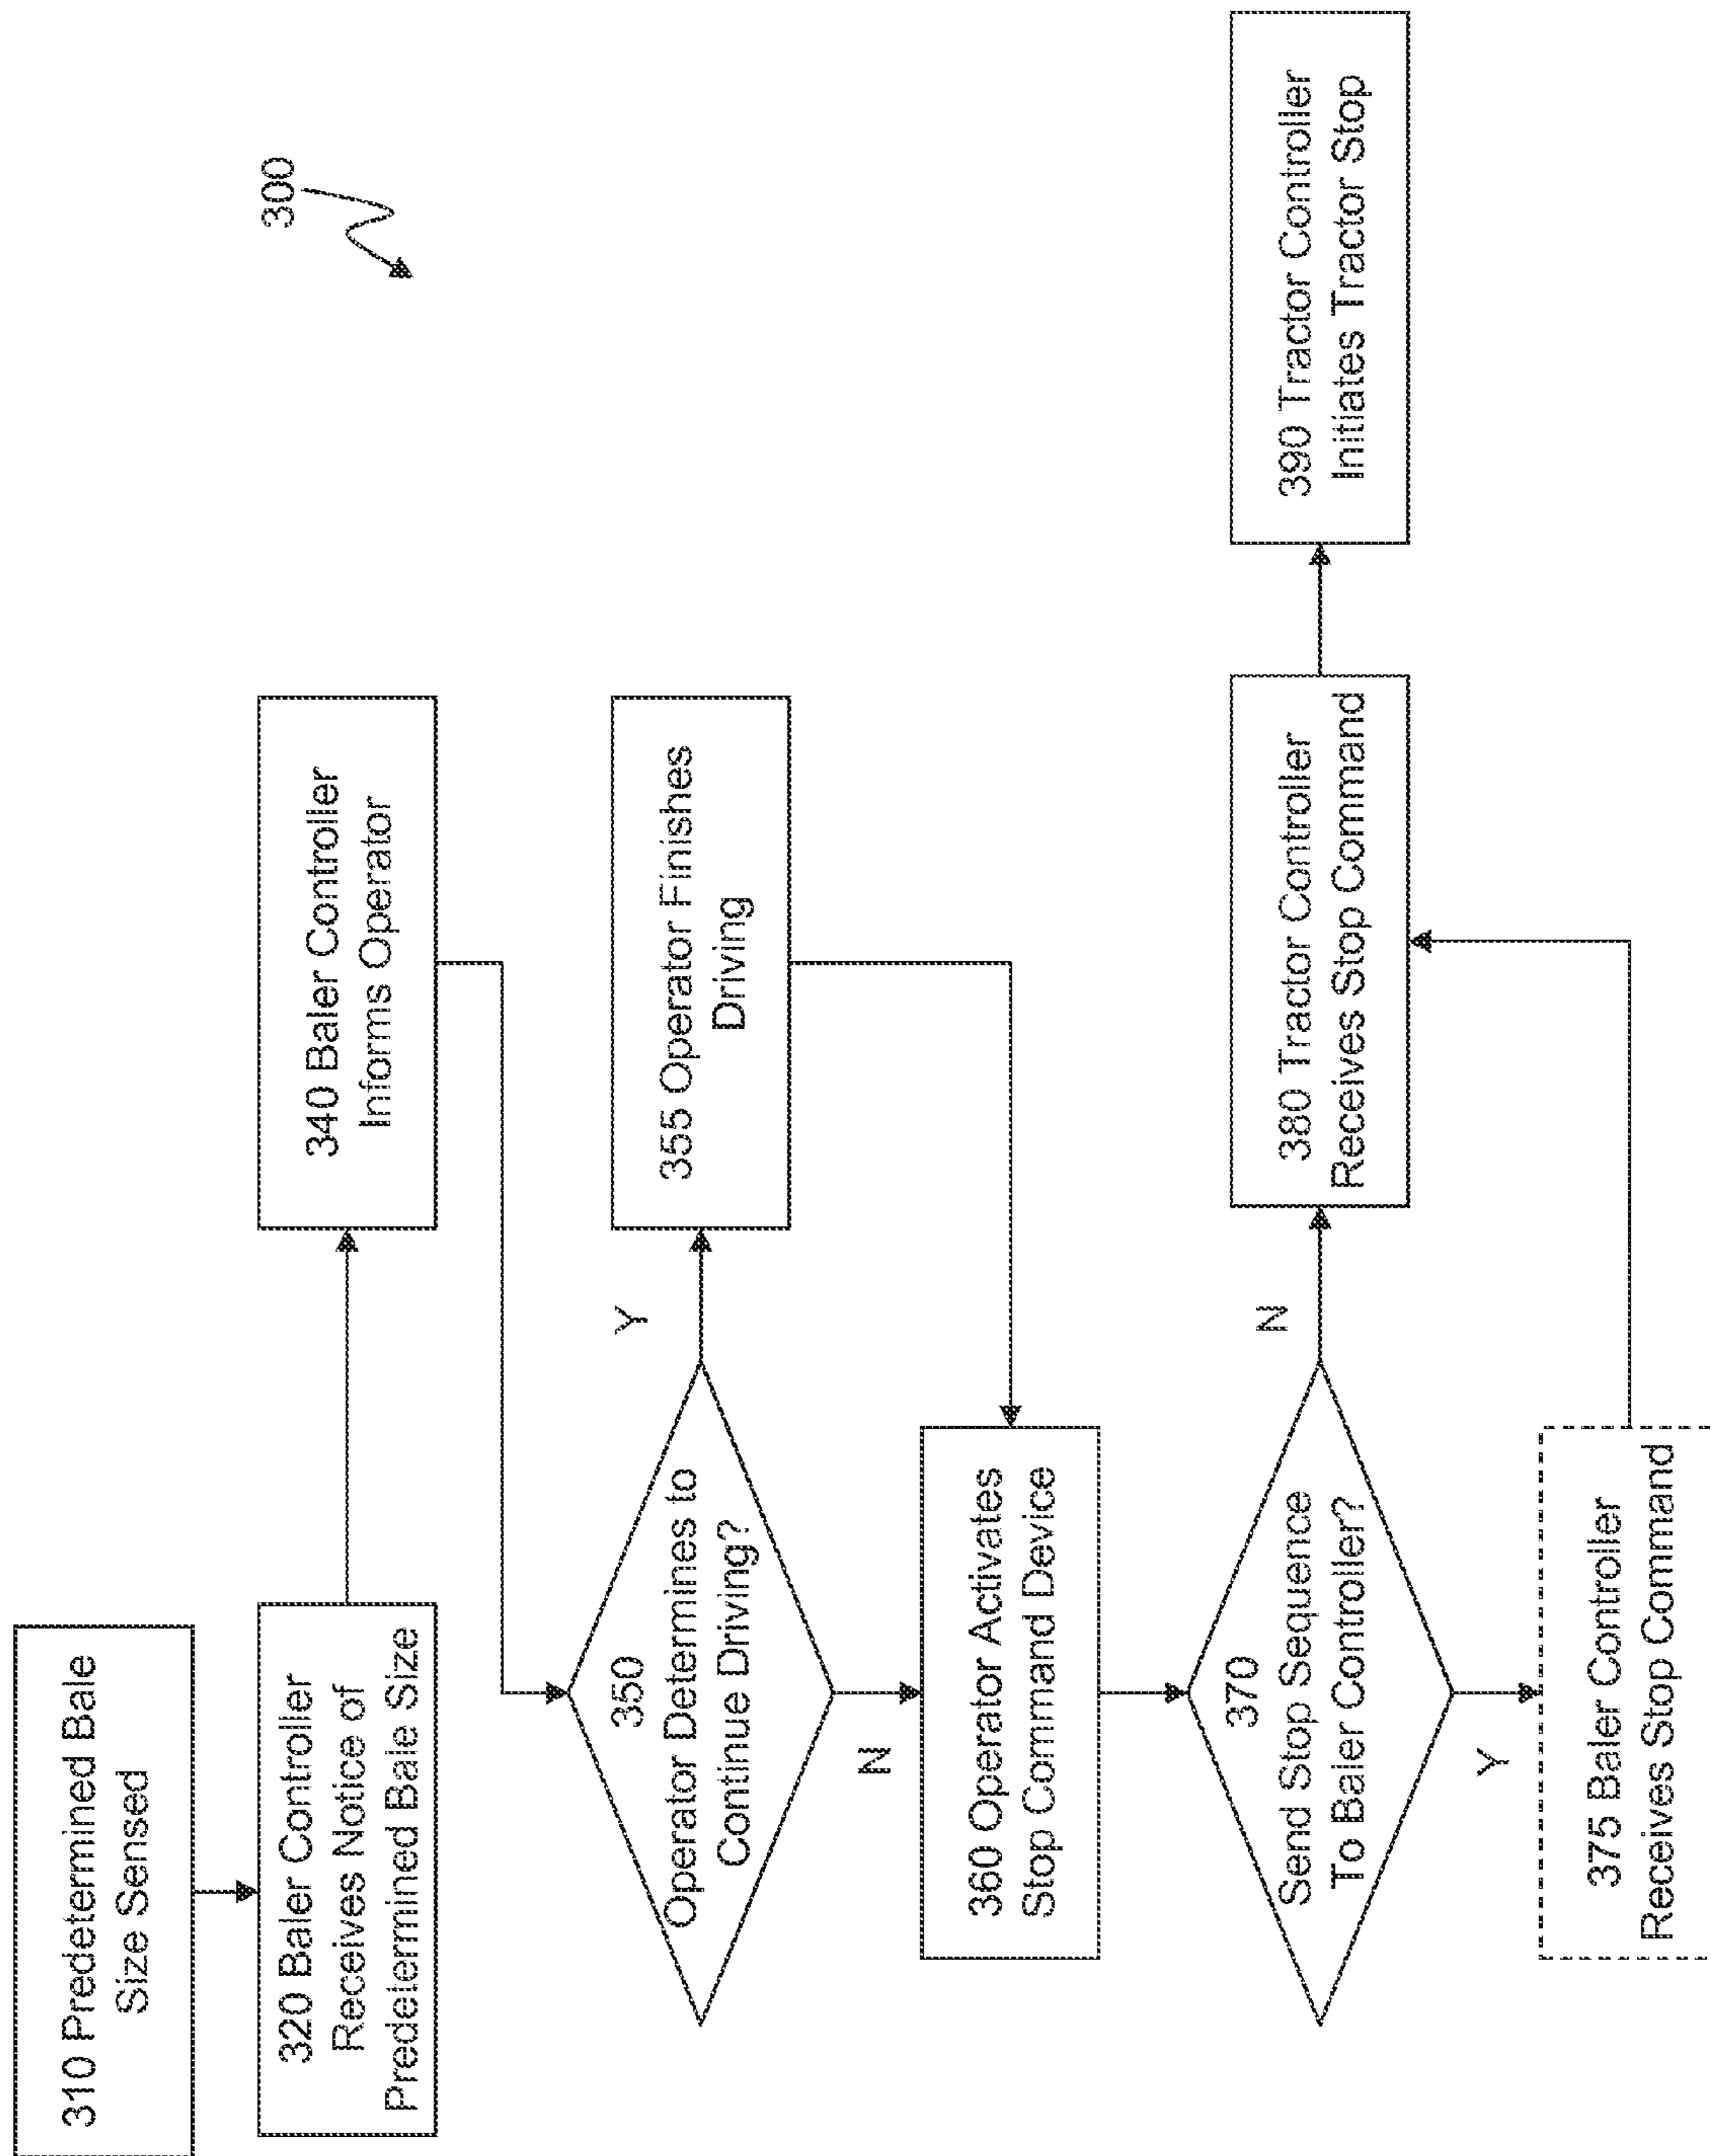 300
310 Predetermined Bale
Size Sensed
320 Baler Controller
Receives Notice of
Predetermined Bale Size
340 Baler Controller
Informs Operator
350
Operator Determines to
Continue Driving?
Y
355 Operator Finishes
Driving
N
360 Operator Activates
Stop Command Device
370
Send Stop Sequence
To Baler Controller?
N
380 Tractor Controller
Receives Stop Command
390 Tractor Controller
Initiates Tractor Stop
Y
375 Baler Controller
Receives Stop Command